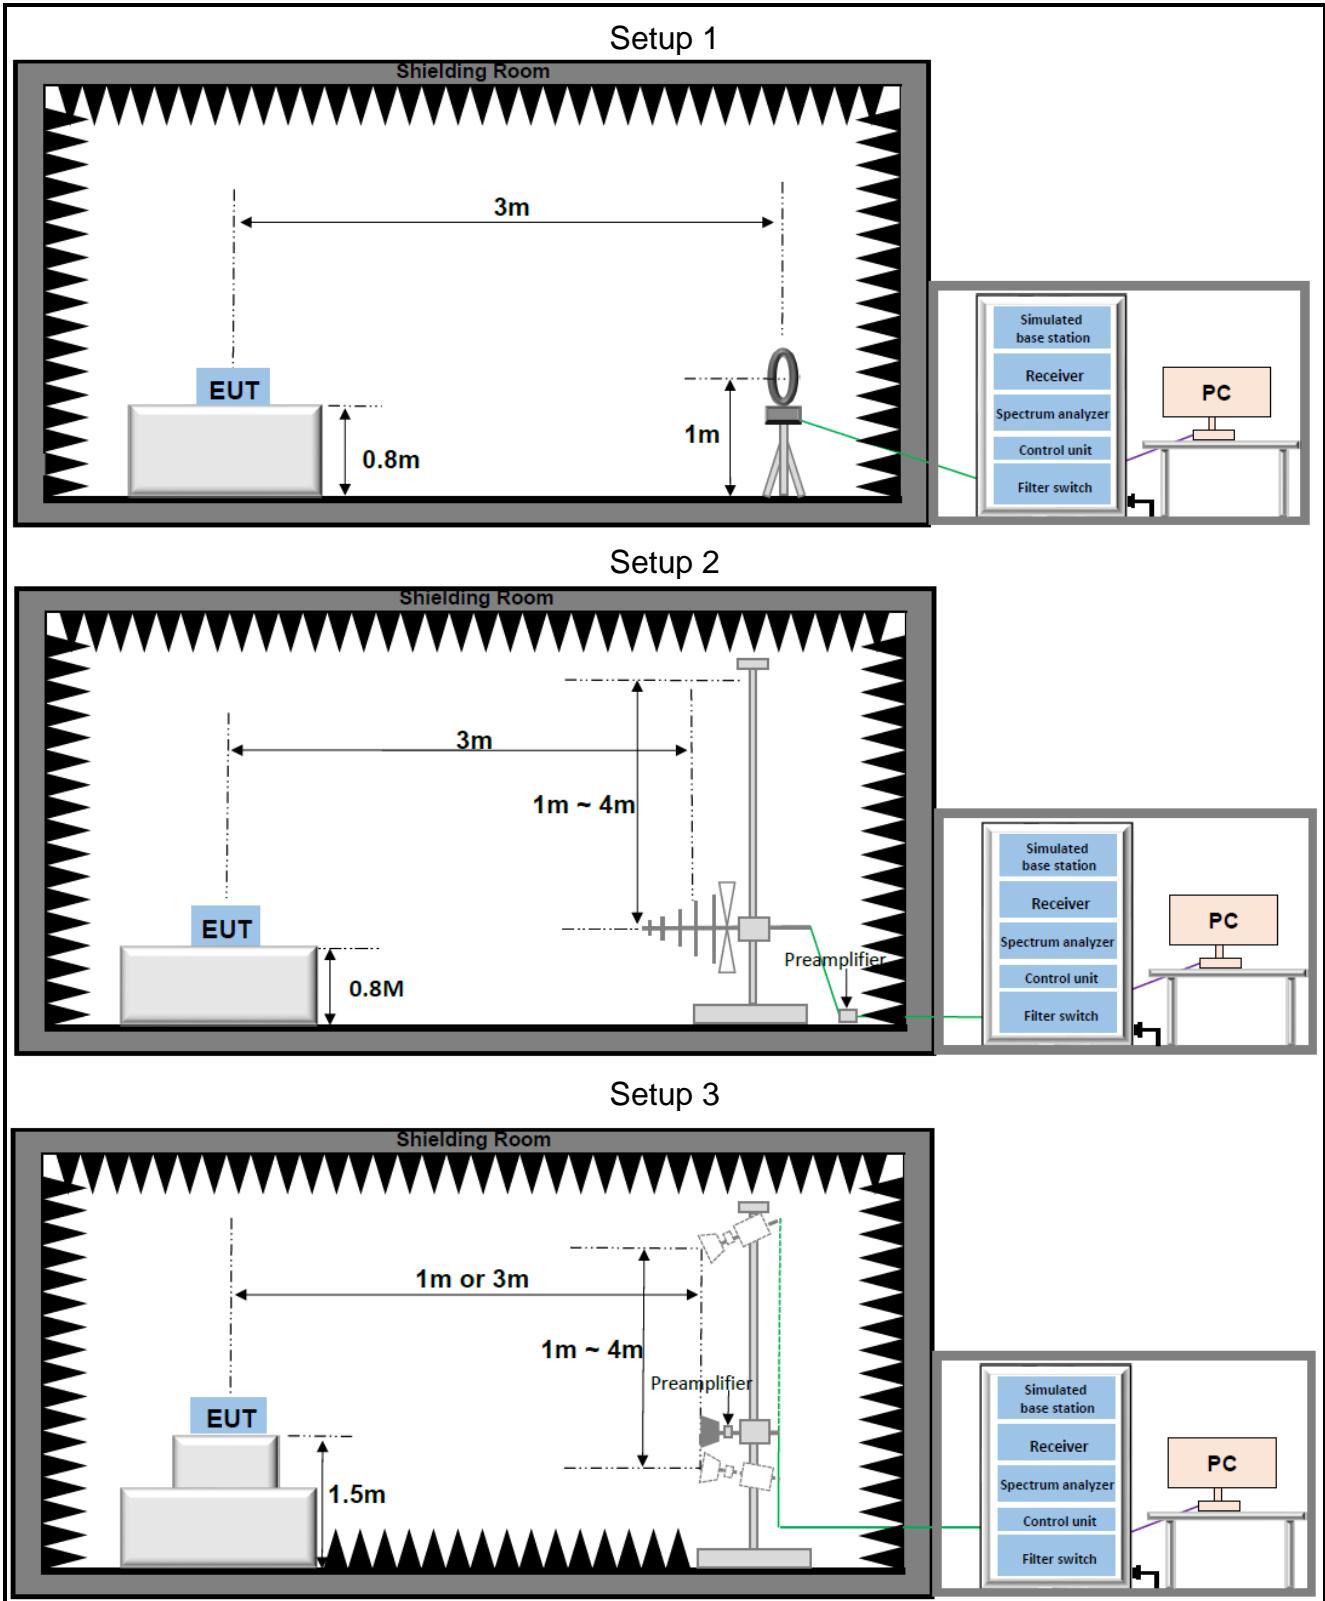 Setup 1
Shielding Room
3m
EUT
0.8m
1m
Simulated
base station
Receiver
Spectrum analyzer
Control unit
Filter switch
PC
Setup 2
Shielding Room
3m
1m ~ 4m
EUT
0.8M
Preamplifier
Simulated
base station
Receiver
Spectrum analyzer
Control unit
Filter switch
PC
Setup 3
Shielding Room
1m or 3m
1m ~ 4m
Preamplifier
EUT
1.5m
Simulated
base station
Receiver
Spectrum analyzer
Control unit
Filter switch
PC